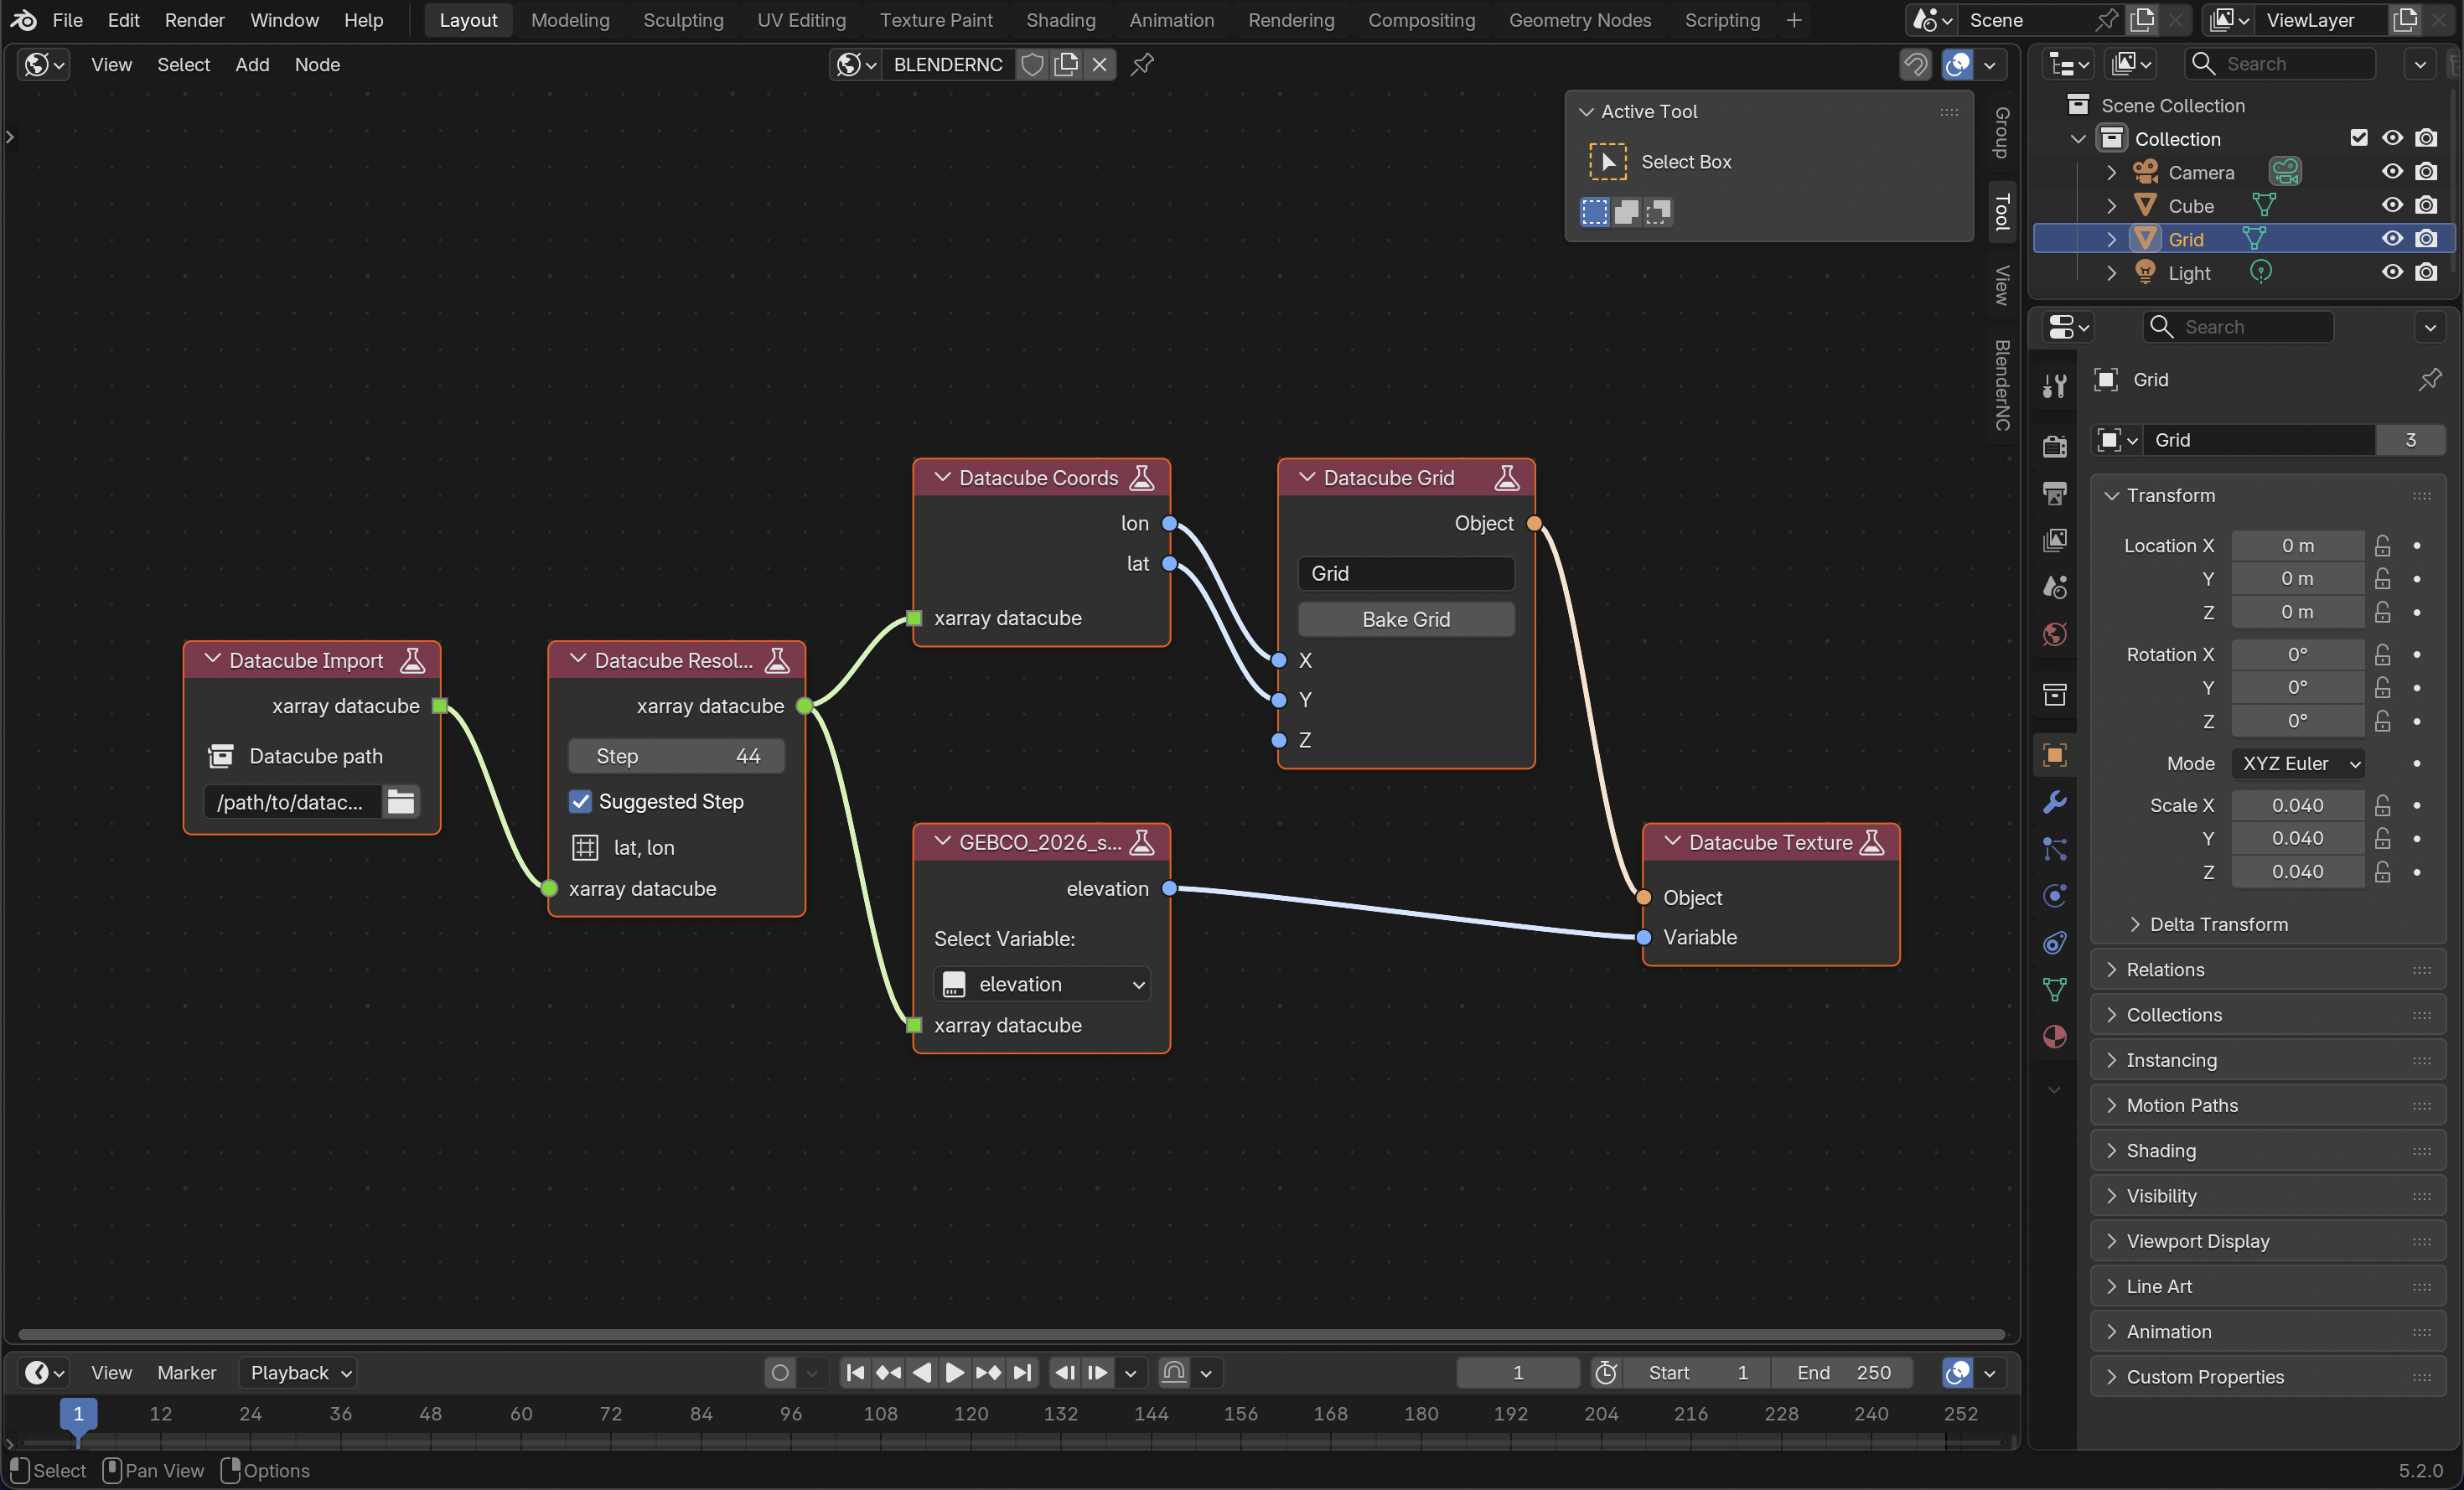 File Edit Render Window Help Layout Modeling Sculpting UV Editing Texture Paint Shading Animation Rendering Compositing Geometry Nodes Scripting + Scene ViewLayer
View Select Add Node BLENDERNC
Active Tool
Select Box
Group
Tool
View
BlenderNC
Datacube Import
xarray datacube
Datacube path
/path/to/datac...
Datacube Resol...
xarray datacube
Step 44
Suggested Step
lat, lon
xarray datacube
Datacube Coords
lon
lat
xarray datacube
GEBCO_2026_s...
elevation
Select Variable:
elevation
xarray datacube
Datacube Grid
Object
Grid
Bake Grid
X
Y
Z
Datacube Texture
Object
Variable
Search
Scene Collection
Collection
Camera
Cube
Grid
Light
Search
Grid
Grid 3
Transform
Location X 0 m
Y 0 m
Z 0 m
Rotation X 0°
Y 0°
Z 0°
Mode XYZ Euler
Scale X 0.040
Y 0.040
Z 0.040
Delta Transform
Relations
Collections
Instancing
Motion Paths
Shading
Visibility
Viewport Display
Line Art
Animation
Custom Properties
View Marker Playback 1 Start 1 End 250
1 12 24 36 48 60 72 84 96 108 120 132 144 156 168 180 192 204 216 228 240 252
Select Pan View Options 5.2.0